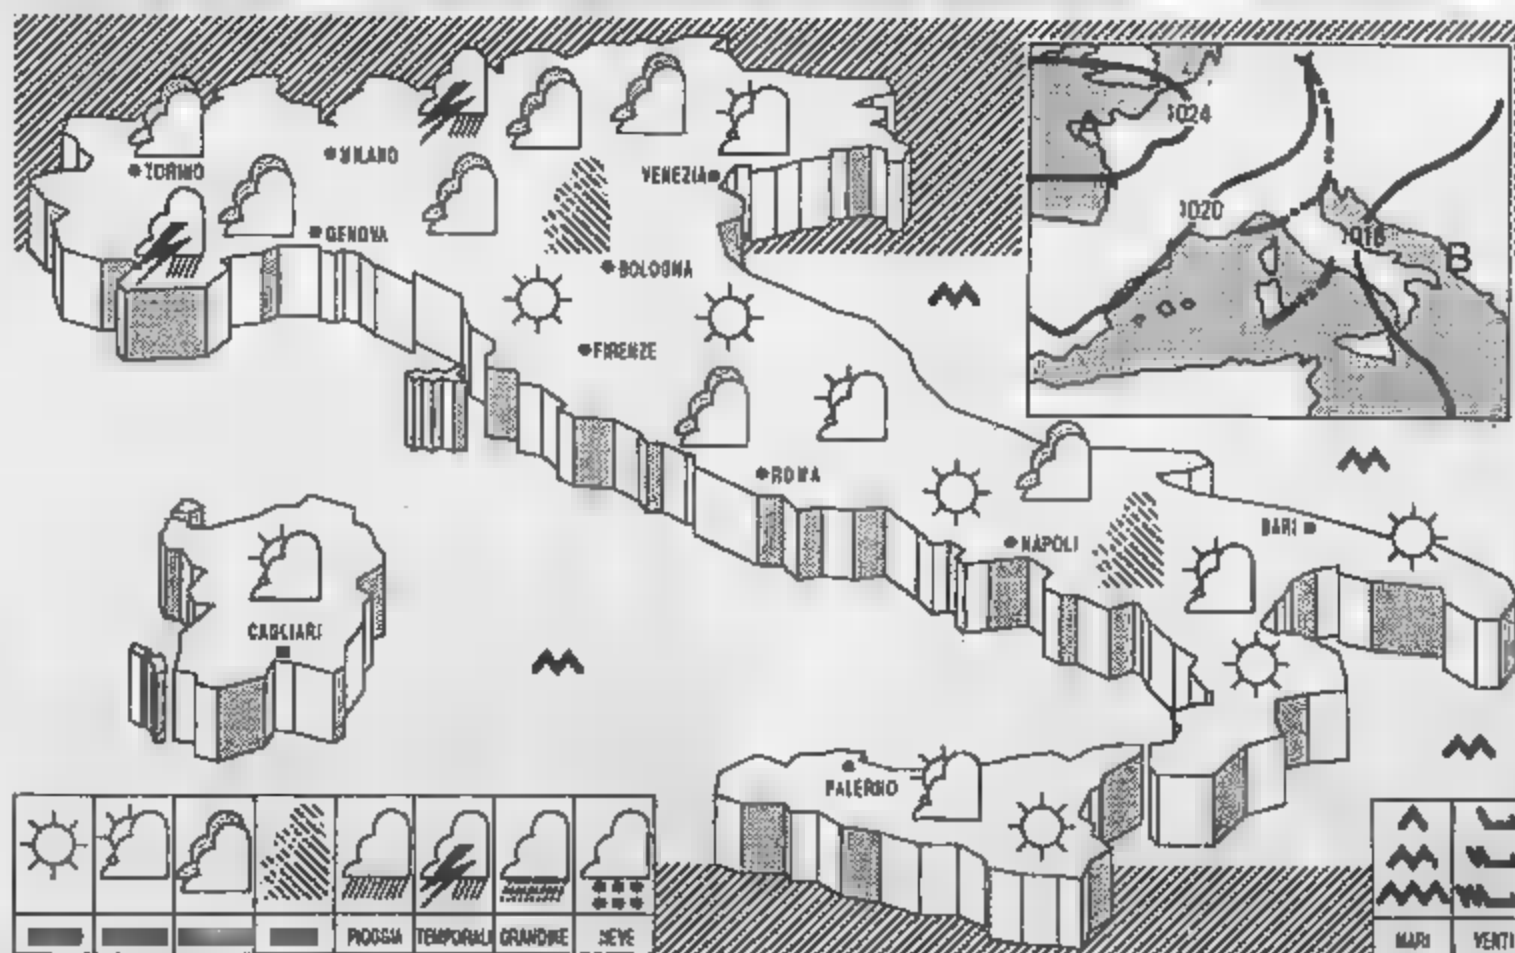 1024
A
TORINO
MILANO
VENEZIA
1020
GENOVA
1016
B
BOLOGNA
FIRENZE
ROMA
BARI
NAPOLI
CAGLIARI
PALERMO
PIOGGIA TEMPORALI GRANDINE NEVE
MARI VENTI